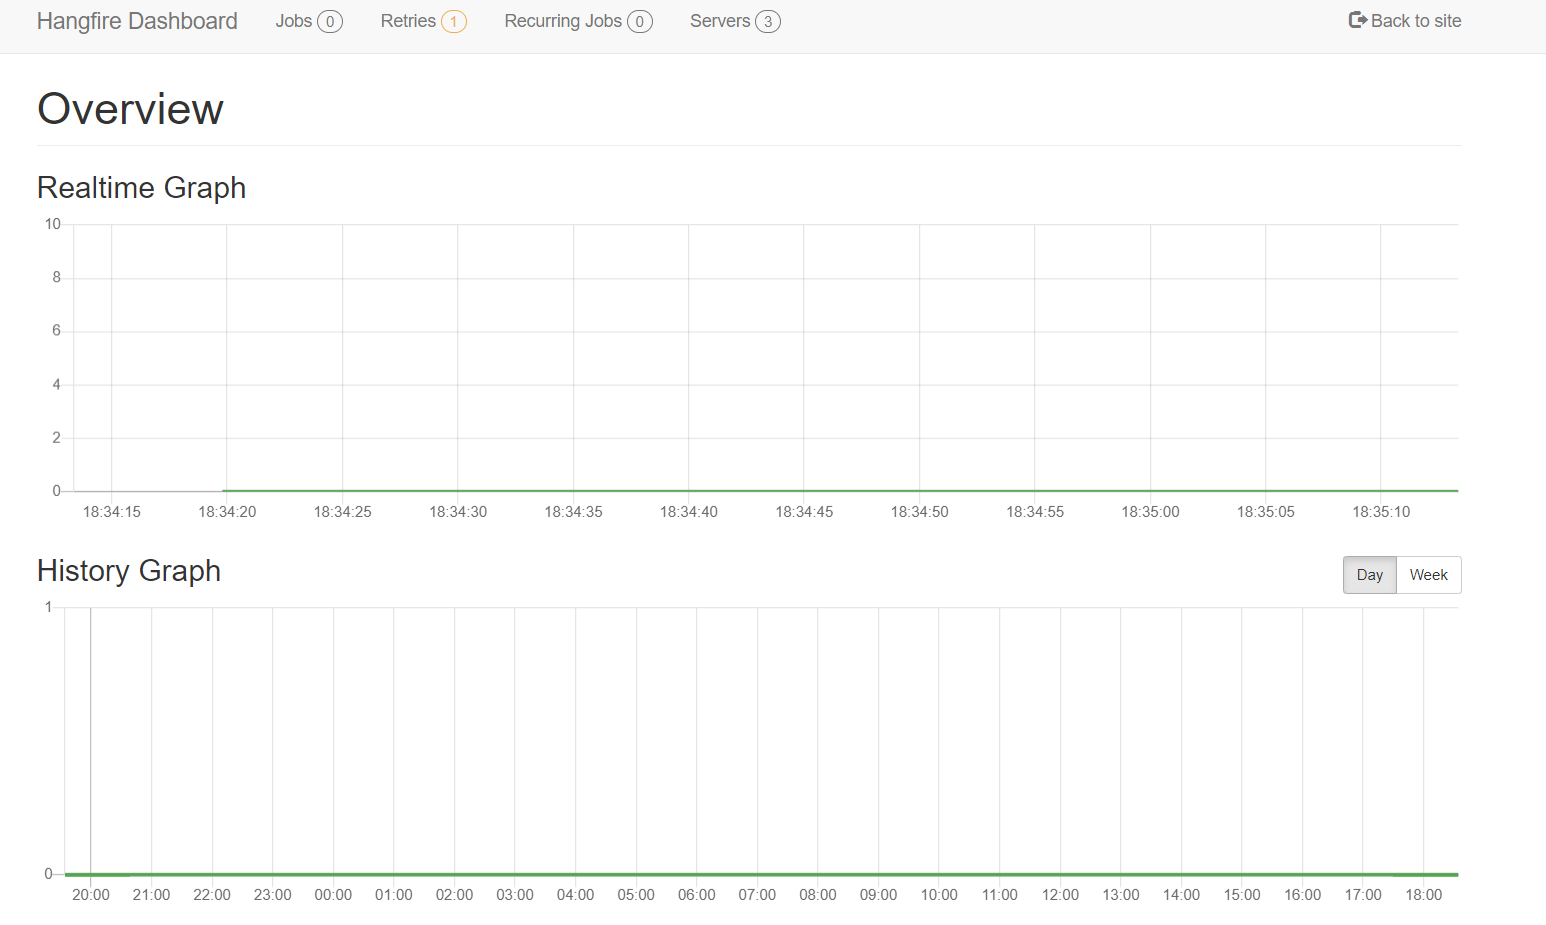 Hangfire Dashboard Jobs 0 Retries 1 Recurring Jobs 0 Servers 3 Back to site
Overview
Realtime Graph
10
8
6
4
2
0
18:34:15 18:34:20 18:34:25 18:34:30 18:34:35 18:34:40 18:34:45 18:34:50 18:34:55 18:35:00 18:35:05 18:35:10
History Graph Day Week
1
0
20:00 21:00 22:00 23:00 00:00 01:00 02:00 03:00 04:00 05:00 06:00 07:00 08:00 09:00 10:00 11:00 12:00 13:00 14:00 15:00 16:00 17:00 18:00